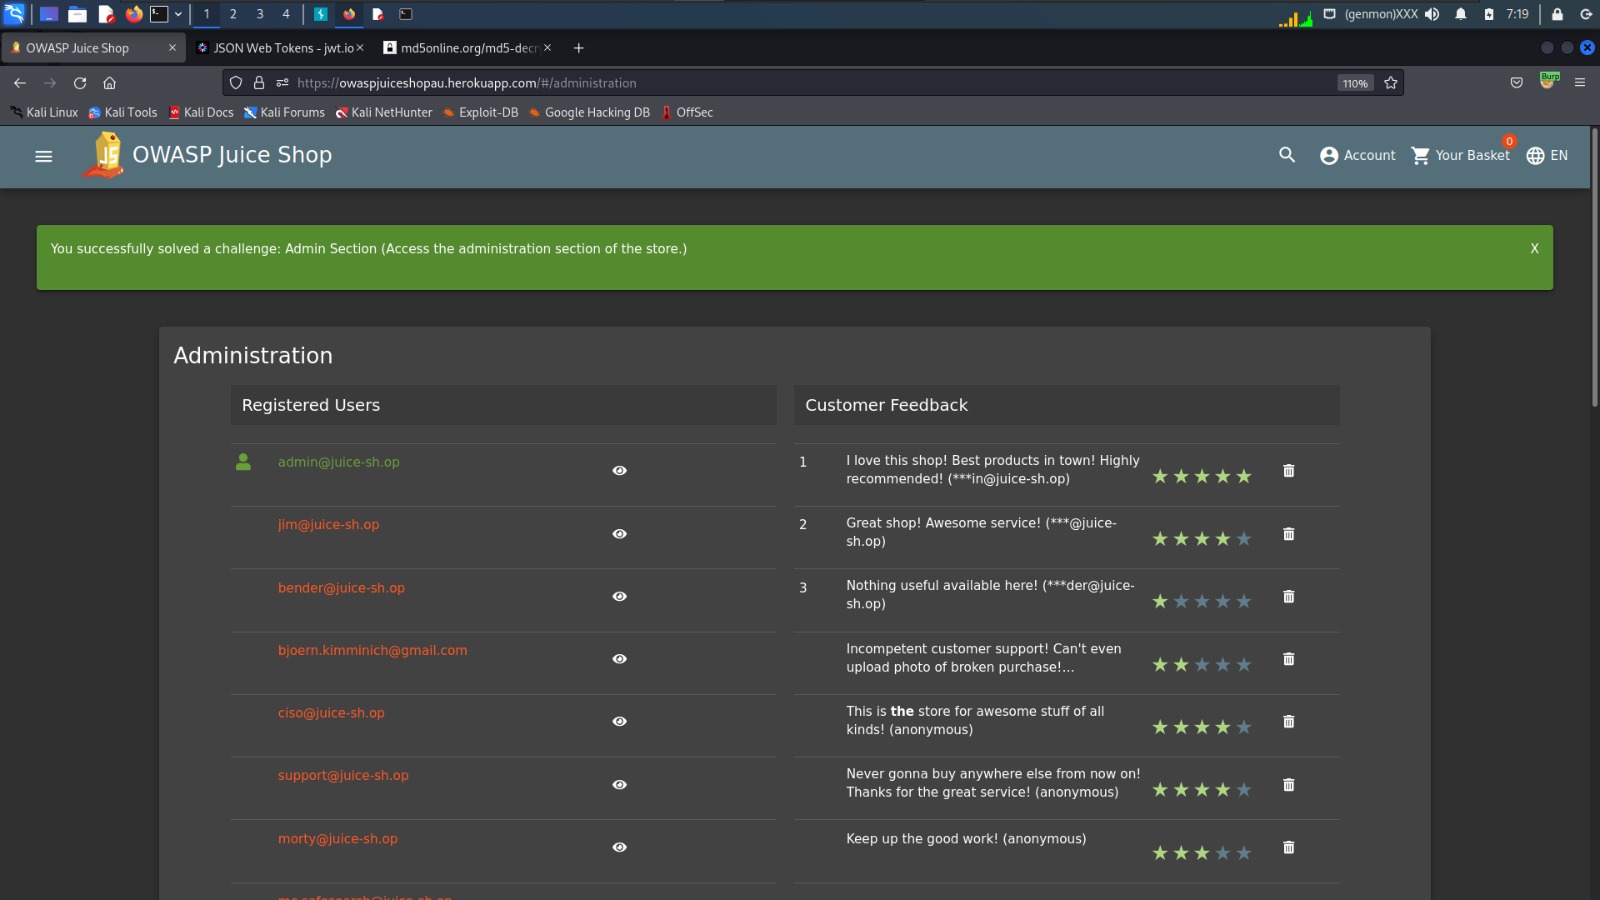 1 2 3 4 (genmon)XXX 7:19
OWASP Juice Shop JSON Web Tokens - jwt.io md5online.org/md5-decr
https://owaspjuiceshopau.herokuapp.com/#/administration 110% Burp
Kali Linux Kali Tools Kali Docs Kali Forums Kali NetHunter Exploit-DB Google Hacking DB OffSec
OWASP Juice Shop Account Your Basket 0 EN
You successfully solved a challenge: Admin Section (Access the administration section of the store.) X
Administration
Registered Users
admin@juice-sh.op
jim@juice-sh.op
bender@juice-sh.op
bjoern.kimminich@gmail.com
ciso@juice-sh.op
support@juice-sh.op
morty@juice-sh.op
Customer Feedback
1 I love this shop! Best products in town! Highly
recommended! (***in@juice-sh.op)
2 Great shop! Awesome service! (***@juice-
sh.op)
3 Nothing useful available here! (***der@juice-
sh.op)
Incompetent customer support! Can't even
upload photo of broken purchase!...
This is the store for awesome stuff of all
kinds! (anonymous)
Never gonna buy anywhere else from now on!
Thanks for the great service! (anonymous)
Keep up the good work! (anonymous)